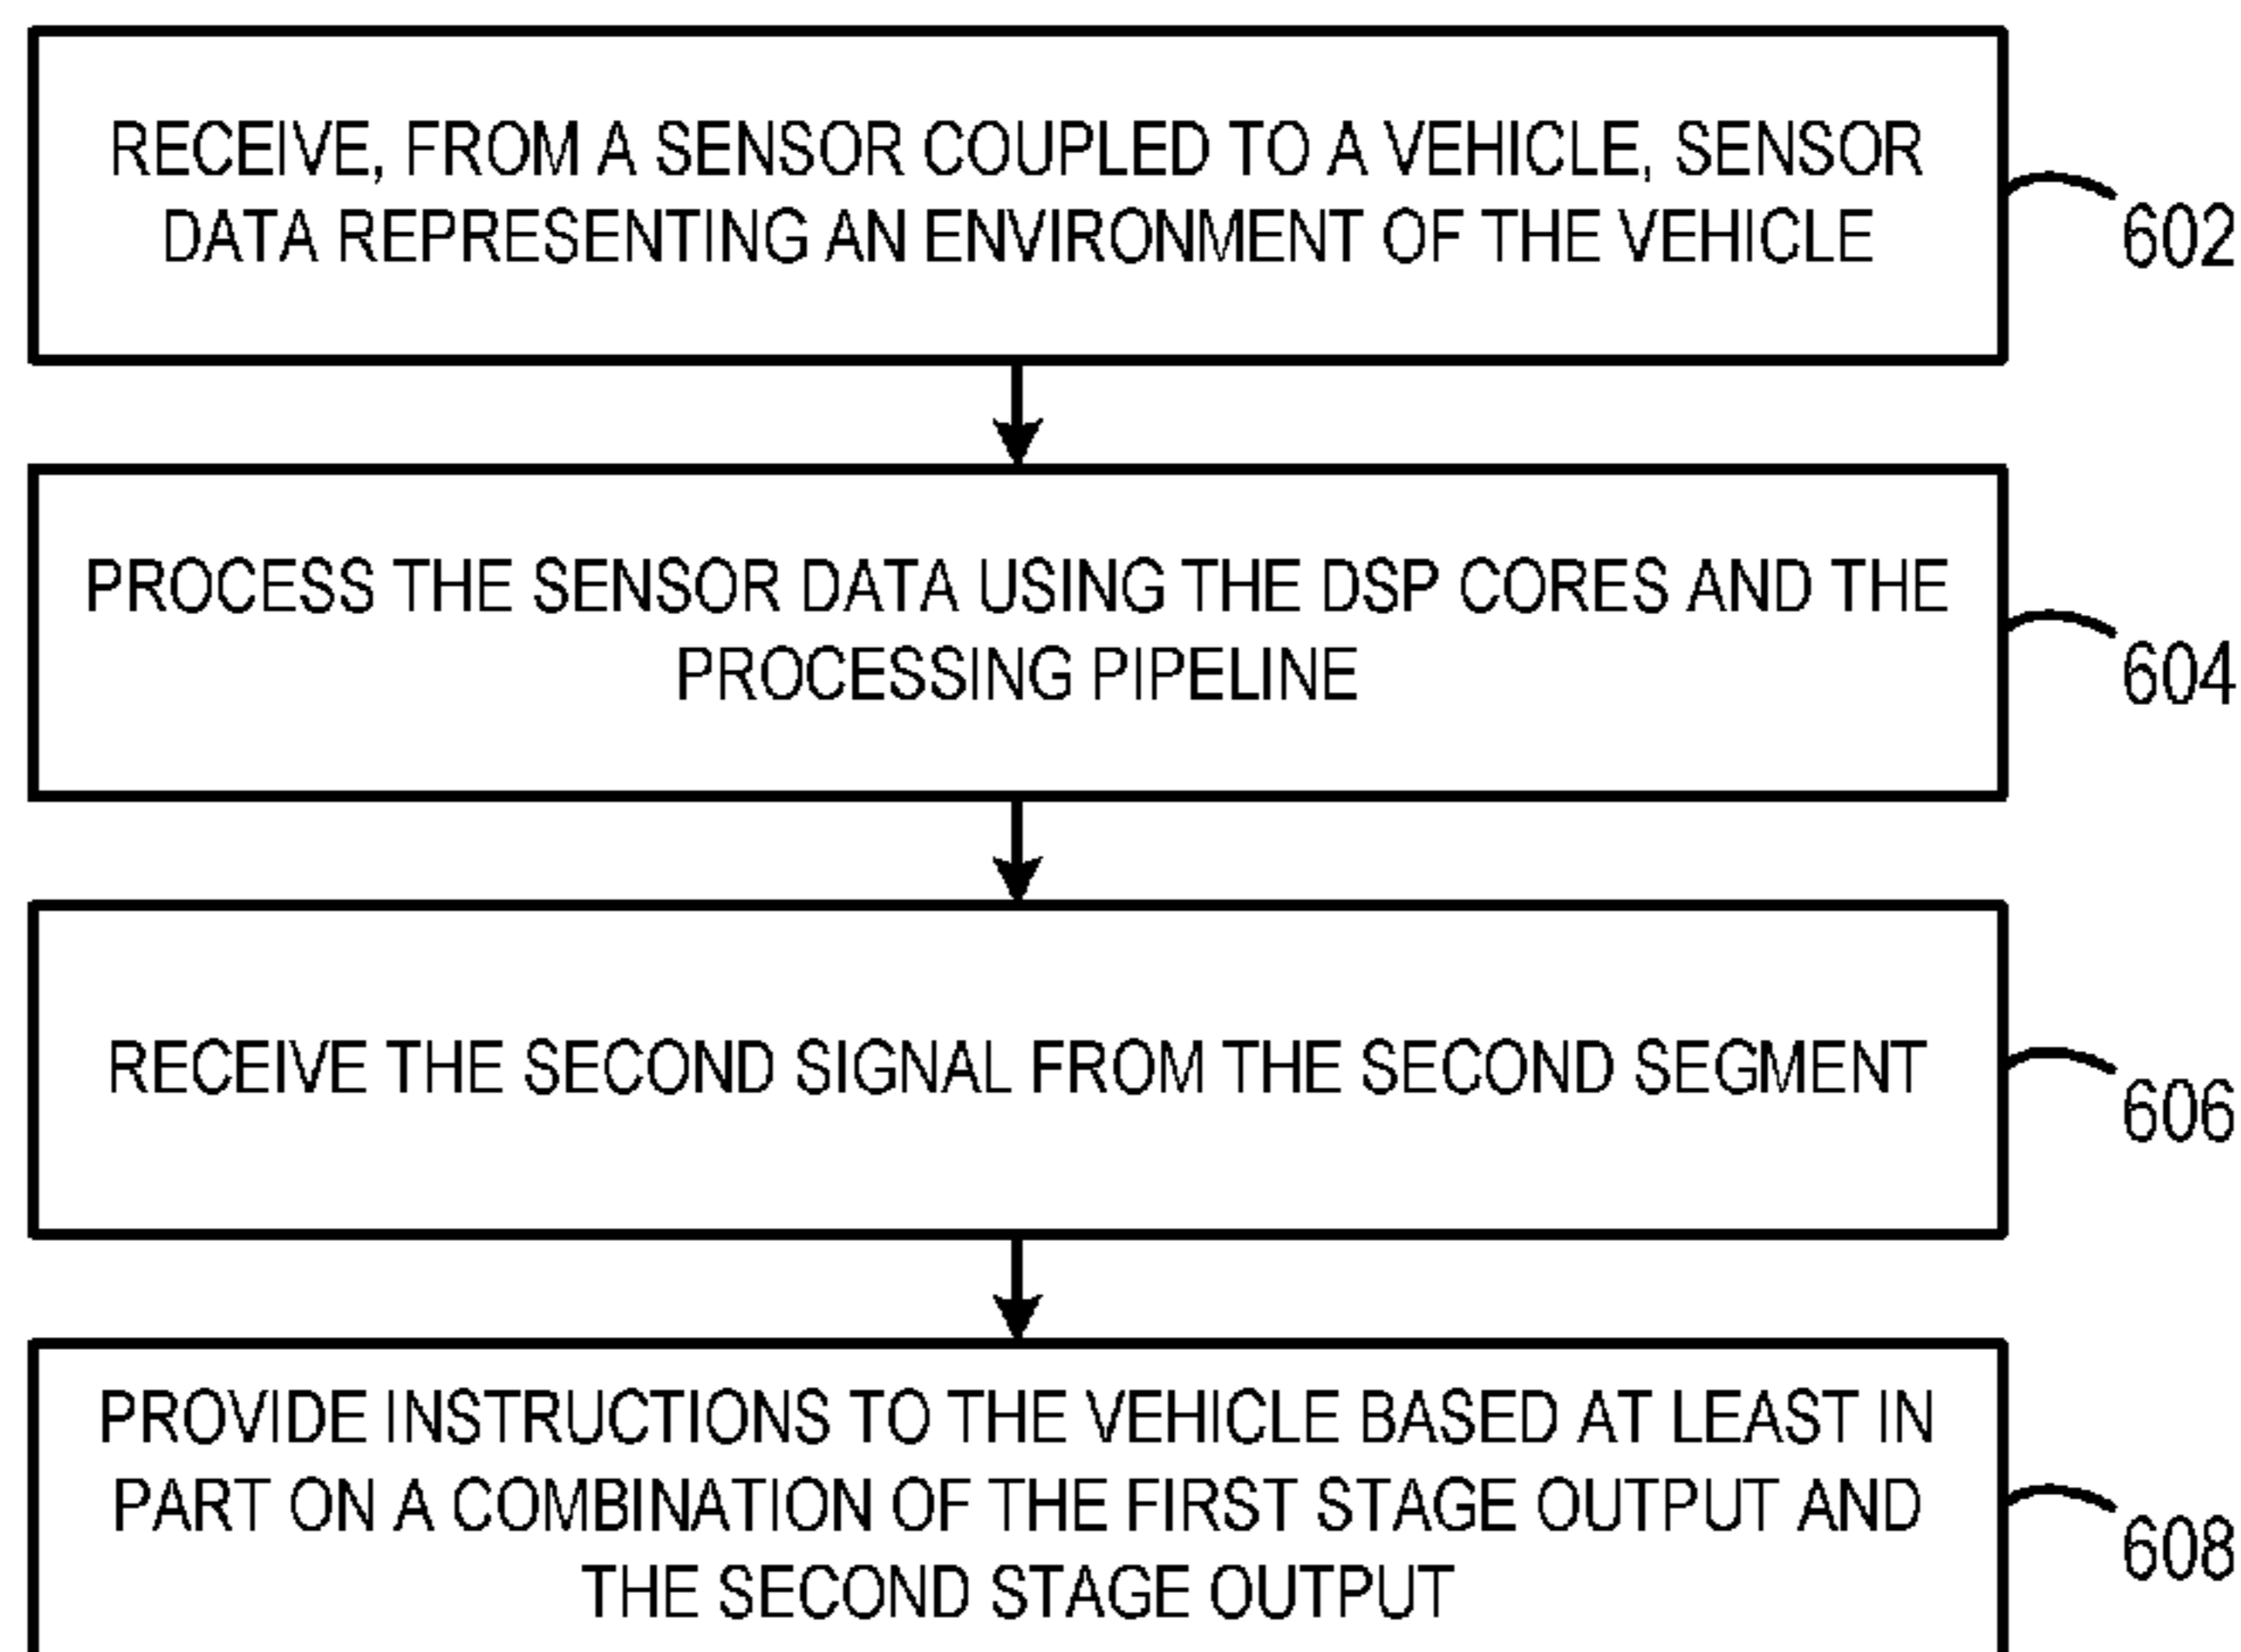 RECEIVE, FROM A SENSOR COUPLED TO A VEHICLE, SENSOR
DATA REPRESENTING AN ENVIRONMENT OF THE VEHICLE
602
PROCESS THE SENSOR DATA USING THE DSP CORES AND THE
PROCESSING PIPELINE
604
RECEIVE THE SECOND SIGNAL FROM THE SECOND SEGMENT
606
PROVIDE INSTRUCTIONS TO THE VEHICLE BASED AT LEAST IN
PART ON A COMBINATION OF THE FIRST STAGE OUTPUT AND
THE SECOND STAGE OUTPUT
608